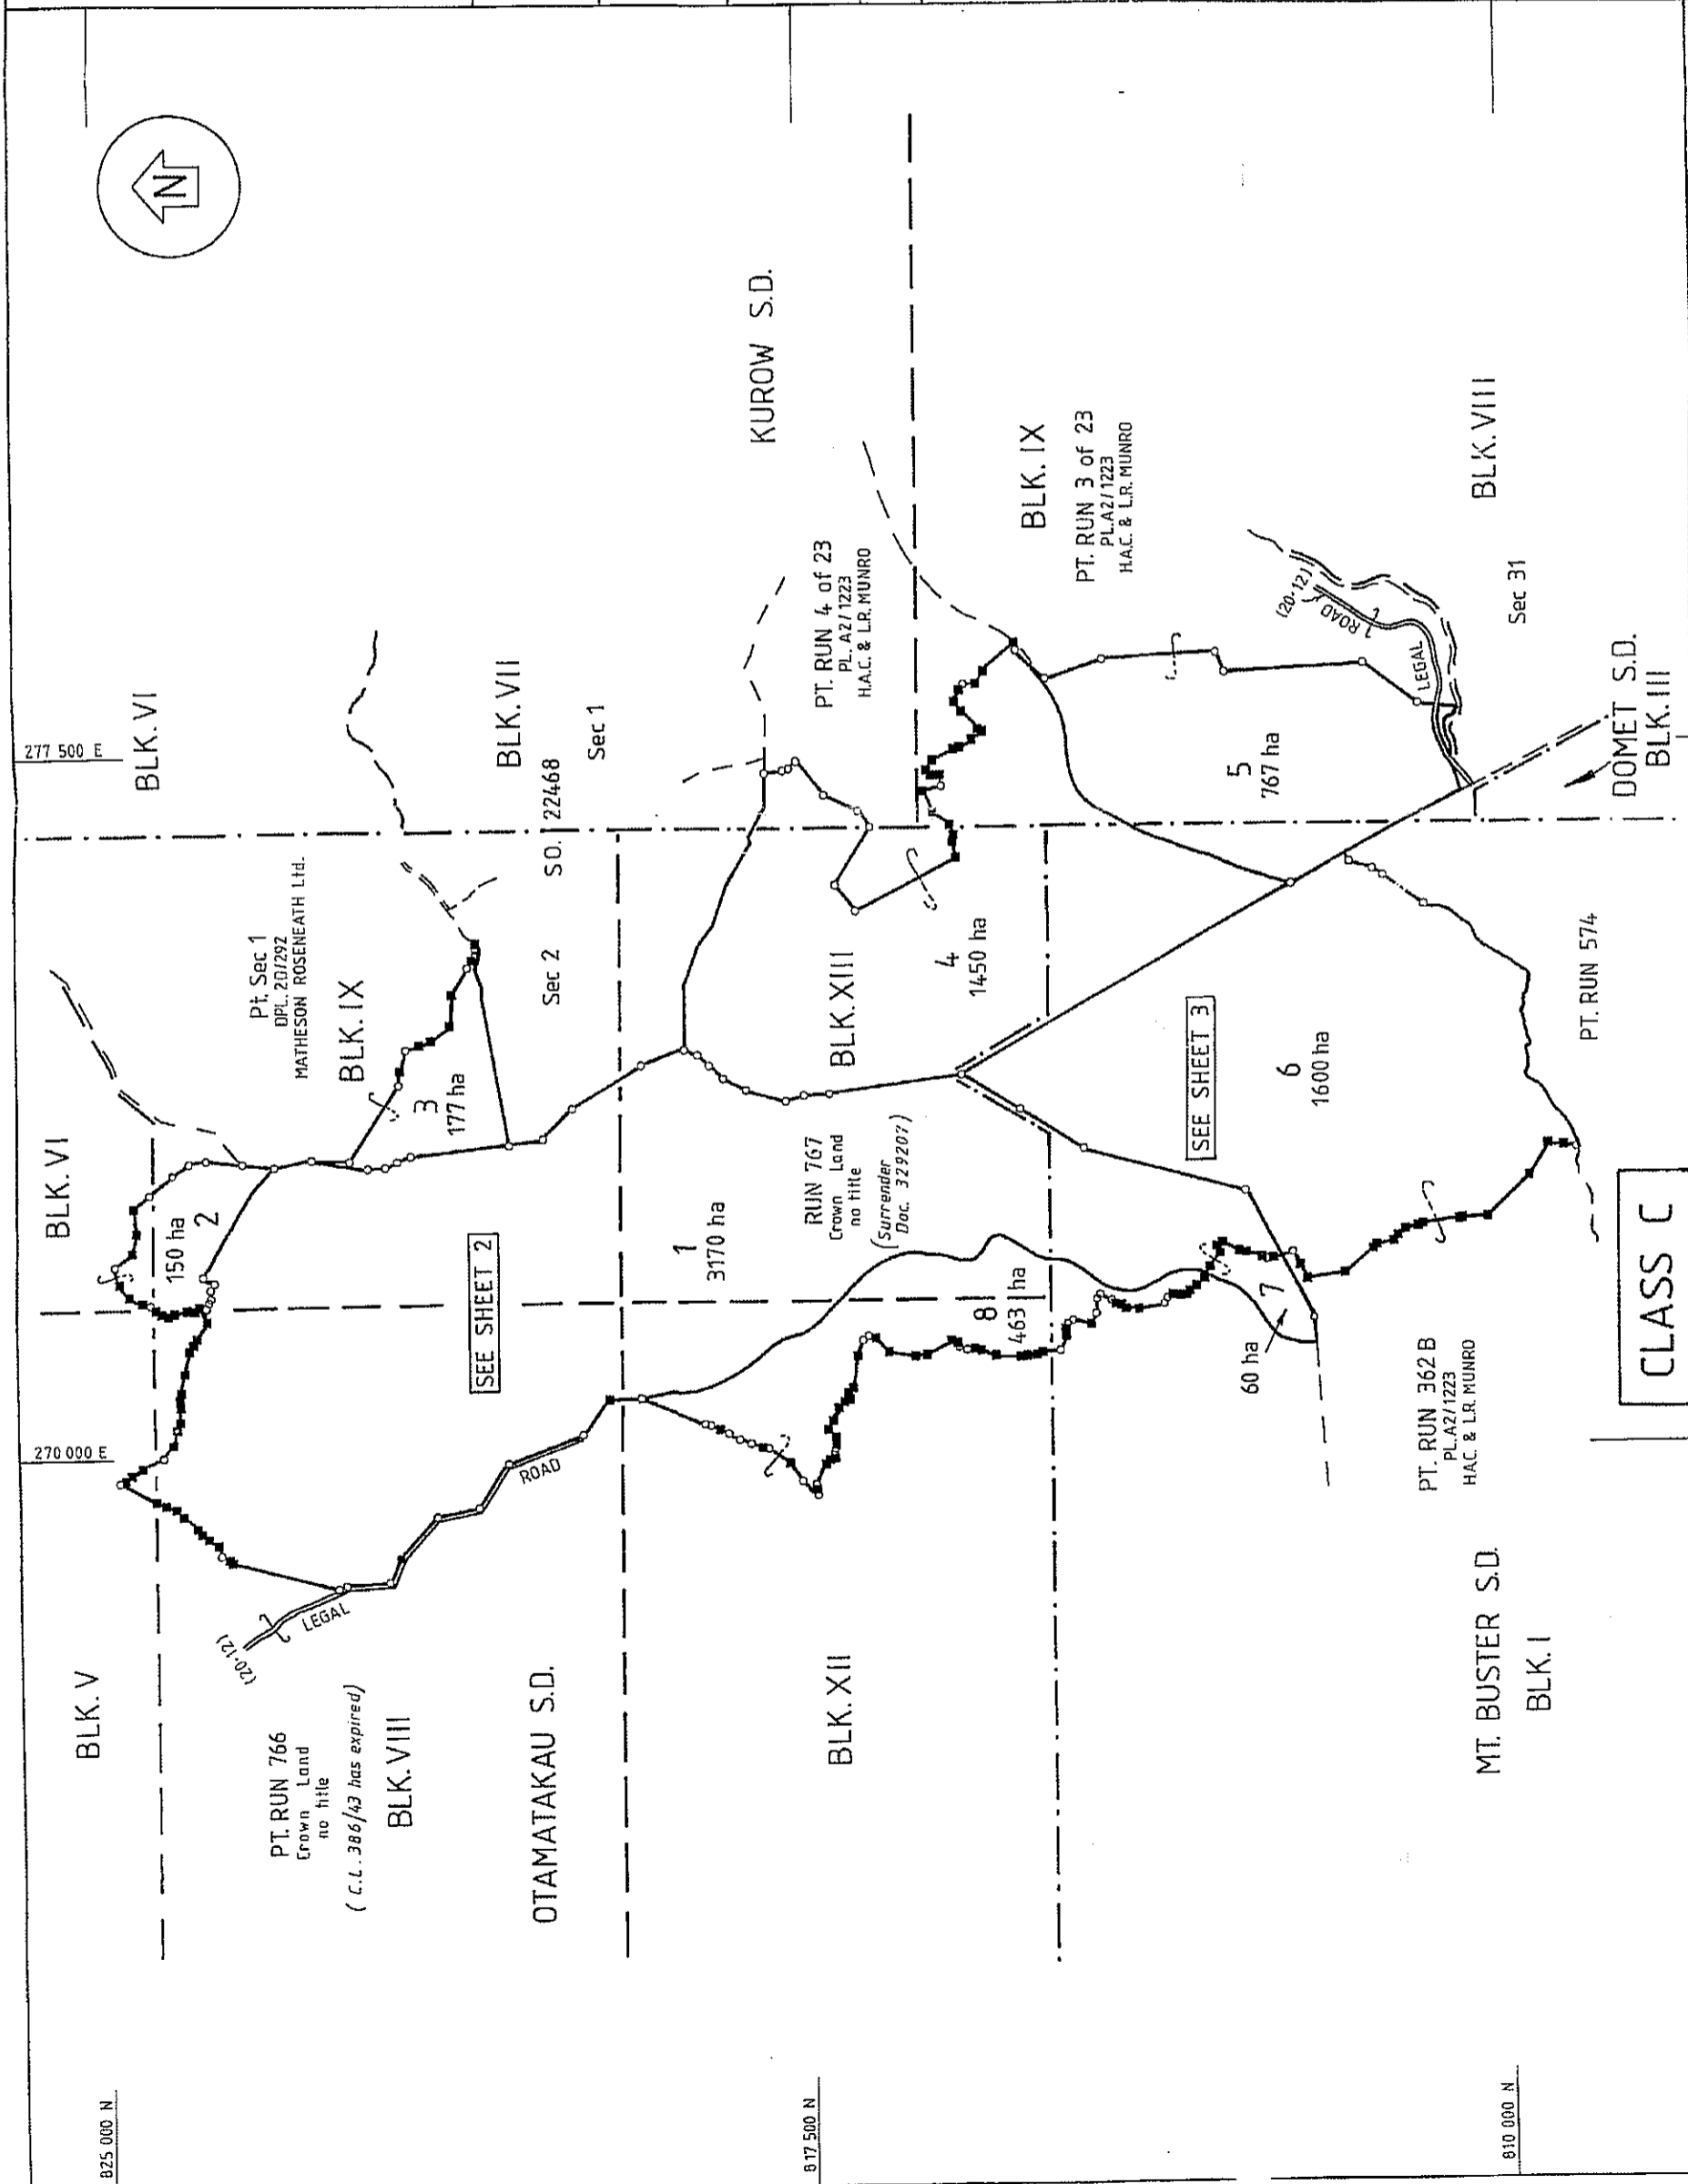 N
825 000 N
817 500 N
810 000 N
277 500 E
270 000 E
BLK. V
BLK. VI
BLK. VI
PT. RUN 766
Crown Land
no title
( C.L. 386/43 has expired)
BLK. VIII
(20·12)
LEGAL
ROAD
150 ha
2
Pt. Sec 1
DPL. 2D/292
MATHESON ROSENEATH Ltd.
BLK. IX
3
177 ha
SEE SHEET 2
Sec 2
S.O. 22468
BLK. VII
Sec 1
OTAMATAKAU S.D.
KUROW S.D.
1
3170 ha
RUN 767
Crown Land
no title
(Surrender
Doc. 329207?)
BLK. XIII
BLK. XII
PT. RUN 4 of 23
PL. A2/1223
H.A.C. & L.R. MUNRO
4
1450 ha
8
463 ha
BLK. IX
PT. RUN 3 of 23
PL.A2/1223
H.A.C. & L.R. MUNRO
5
767 ha
SEE SHEET 3
6
1600 ha
7
60 ha
(20·12)
ROAD
LEGAL
BLK. VIII
Sec 31
PT. RUN 362 B
PL.A2/1223
H.A.C. & L.R. MUNRO
MT. BUSTER S.D.
BLK. I
PT. RUN 574
DOMET S.D.
BLK. III
CLASS C